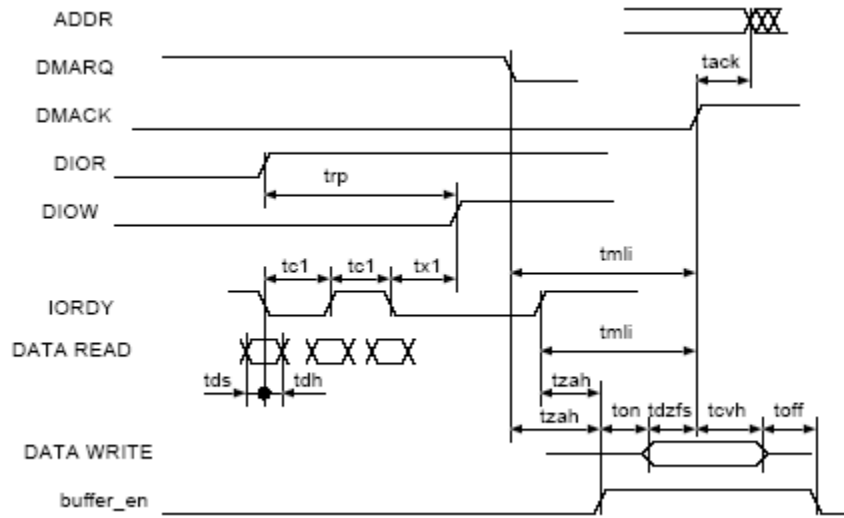 ADDR
DMARQ
tack
DMACK
DIOR
trp
DIOW
tc1 tc1 tx1 tmli
IORDY
tmli
DATA READ
tds tdh tzah
tzah ton tdzfs tcvh toff
DATA WRITE
buffer_en